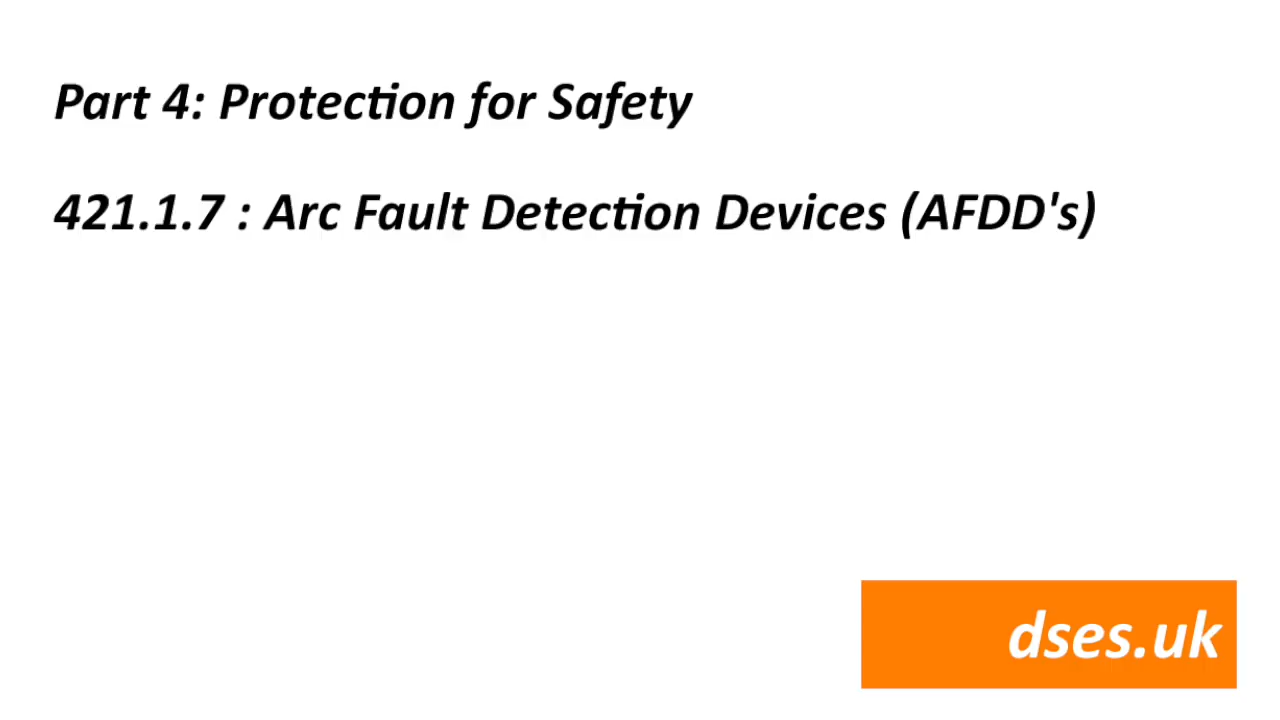 Part 4: Protection for Safety
421.1.7 : Arc Fault Detection Devices (AFDD's)
dses.uk